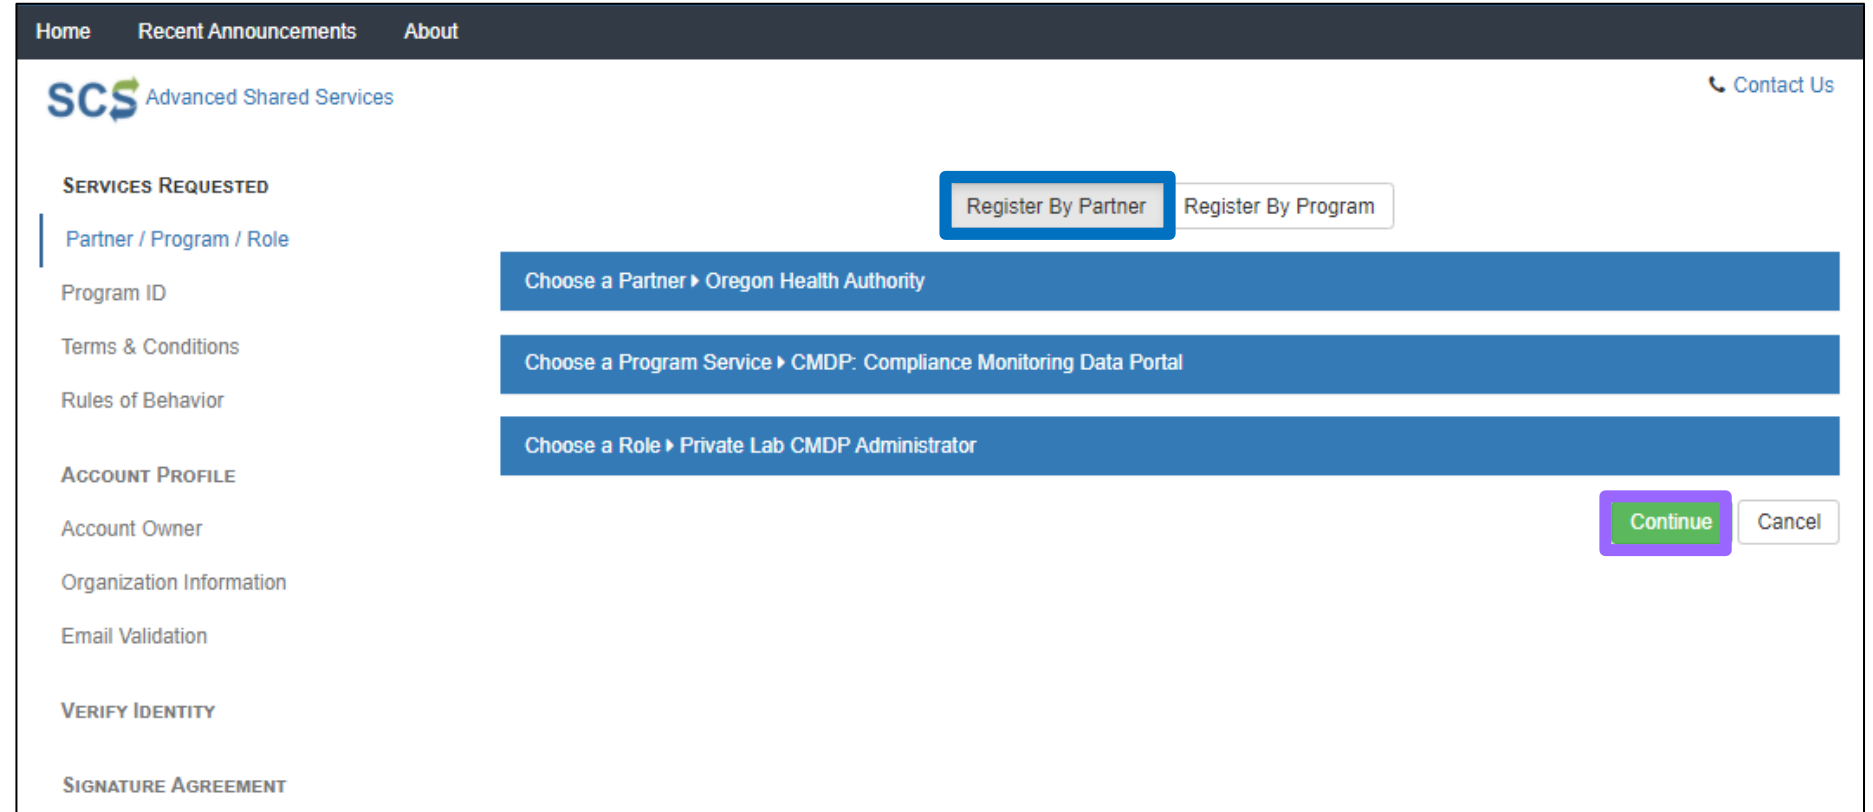 Home Recent Announcements About
SCS Advanced Shared Services
Contact Us
SERVICES REQUESTED
Partner / Program / Role
Program ID
Terms & Conditions
Rules of Behavior
ACCOUNT PROFILE
Account Owner
Organization Information
Email Validation
VERIFY IDENTITY
SIGNATURE AGREEMENT
Register By Partner Register By Program
Choose a Partner Oregon Health Authority
Choose a Program Service CMDP: Compliance Monitoring Data Portal
Choose a Role Private Lab CMDP Administrator
Continue Cancel